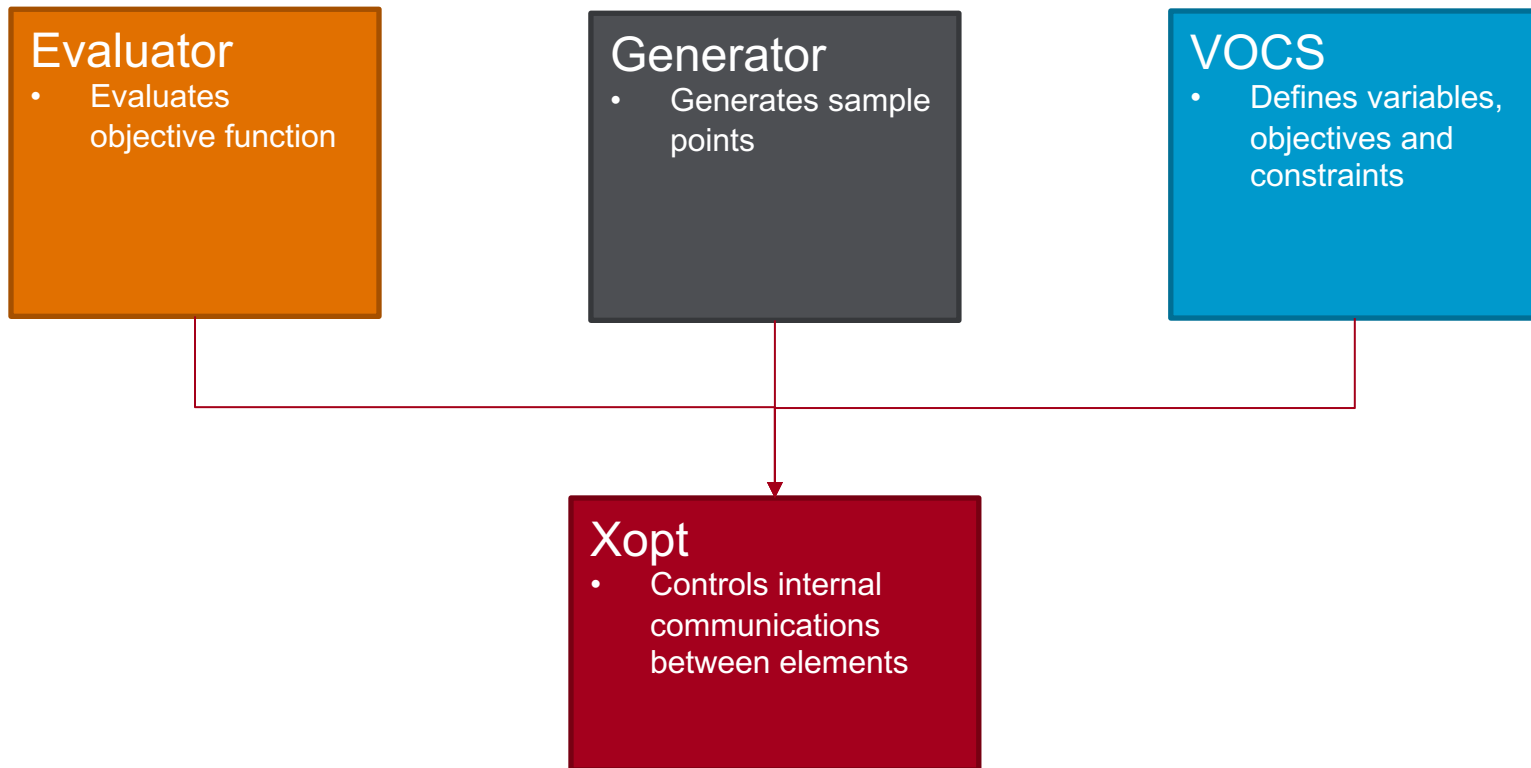 Evaluator
• Evaluates
objective function
Generator
• Generates sample
points
VOCS
• Defines variables,
objectives and
constraints
Xopt
• Controls internal
communications
between elements